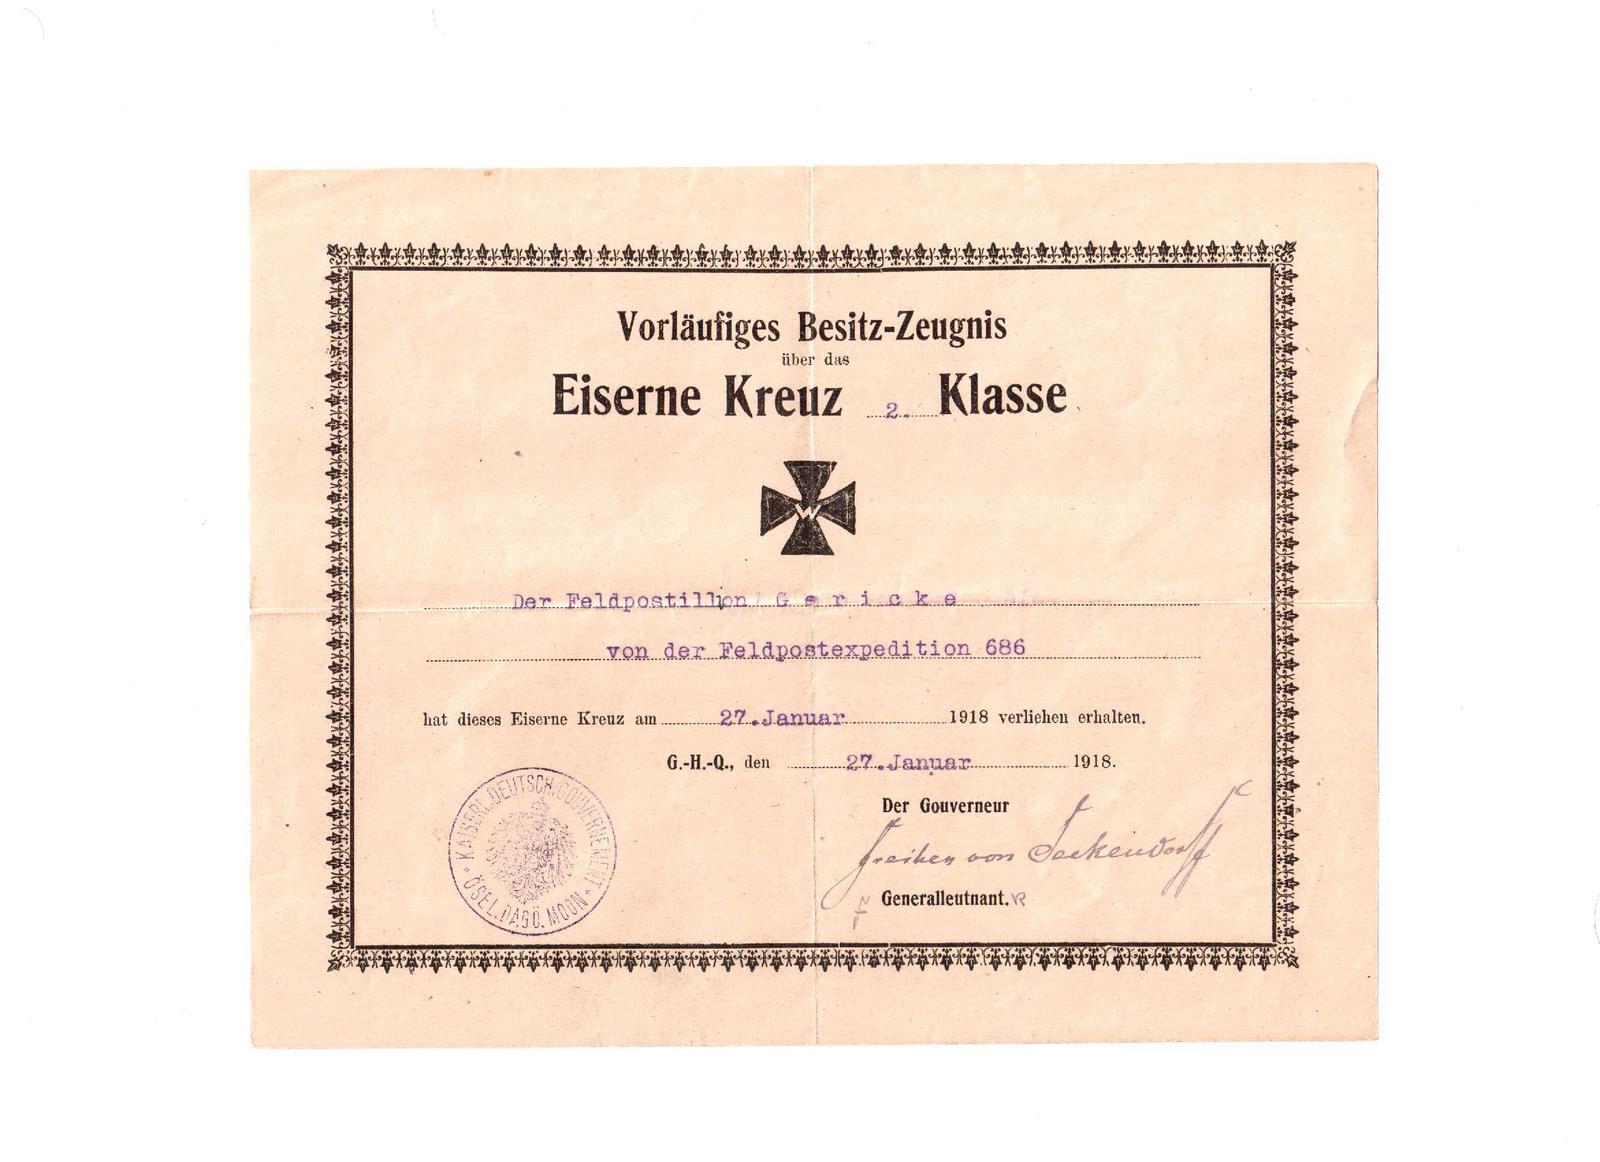 Vorläufiges Besitz-Zeugnis
über das
Eiserne Kreuz 2. Klasse
W
Der Feldpostillon Gericke
von der Feldpostexpedition 686
hat dieses Eiserne Kreuz am 27.Januar 1918 verliehen erhalten.
G.-H.-Q., den 27.Januar 1918.
KAISERL.DEUTSCH.GOUVERNEMENT
ÖSEL.DAGÖ.MOON
Der Gouverneur
Freiherr von Seckendorff
Generalleutnant.